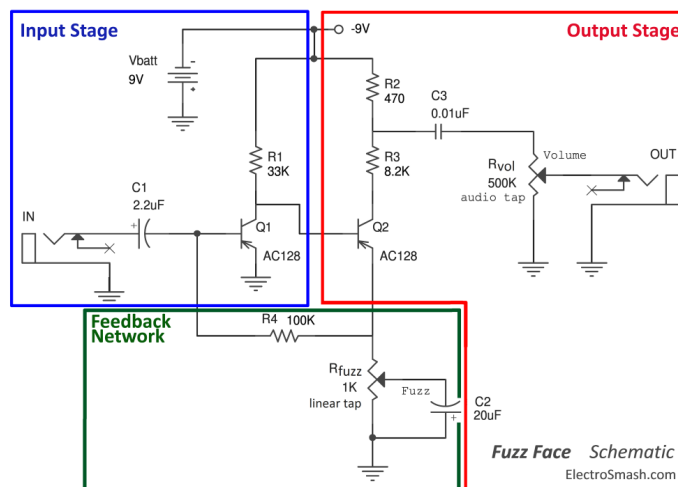 Input Stage
-9V
Output Stage
Vbatt
9V
-
+
R2
470
C3
0.01uF
R1
33K
R3
8.2K
Volume
OUT
Rvol
500K
audio tap
C1
2.2uF
IN
+
Q1
Q2
AC128
AC128
Feedback
Network
R4 100K
Rfuzz
1K
linear tap
Fuzz
C2
20uF
+
Fuzz Face Schematic
ElectroSmash.com